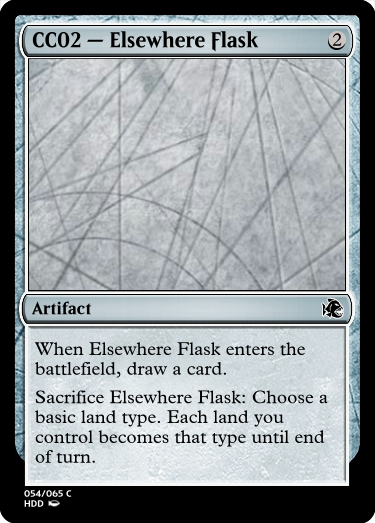 CC02 — Elsewhere Flask 2
Artifact
When Elsewhere Flask enters the
battlefield, draw a card.
Sacrifice Elsewhere Flask: Choose a
basic land type. Each land you
control becomes that type until end
of turn.
054/065 C
HDD